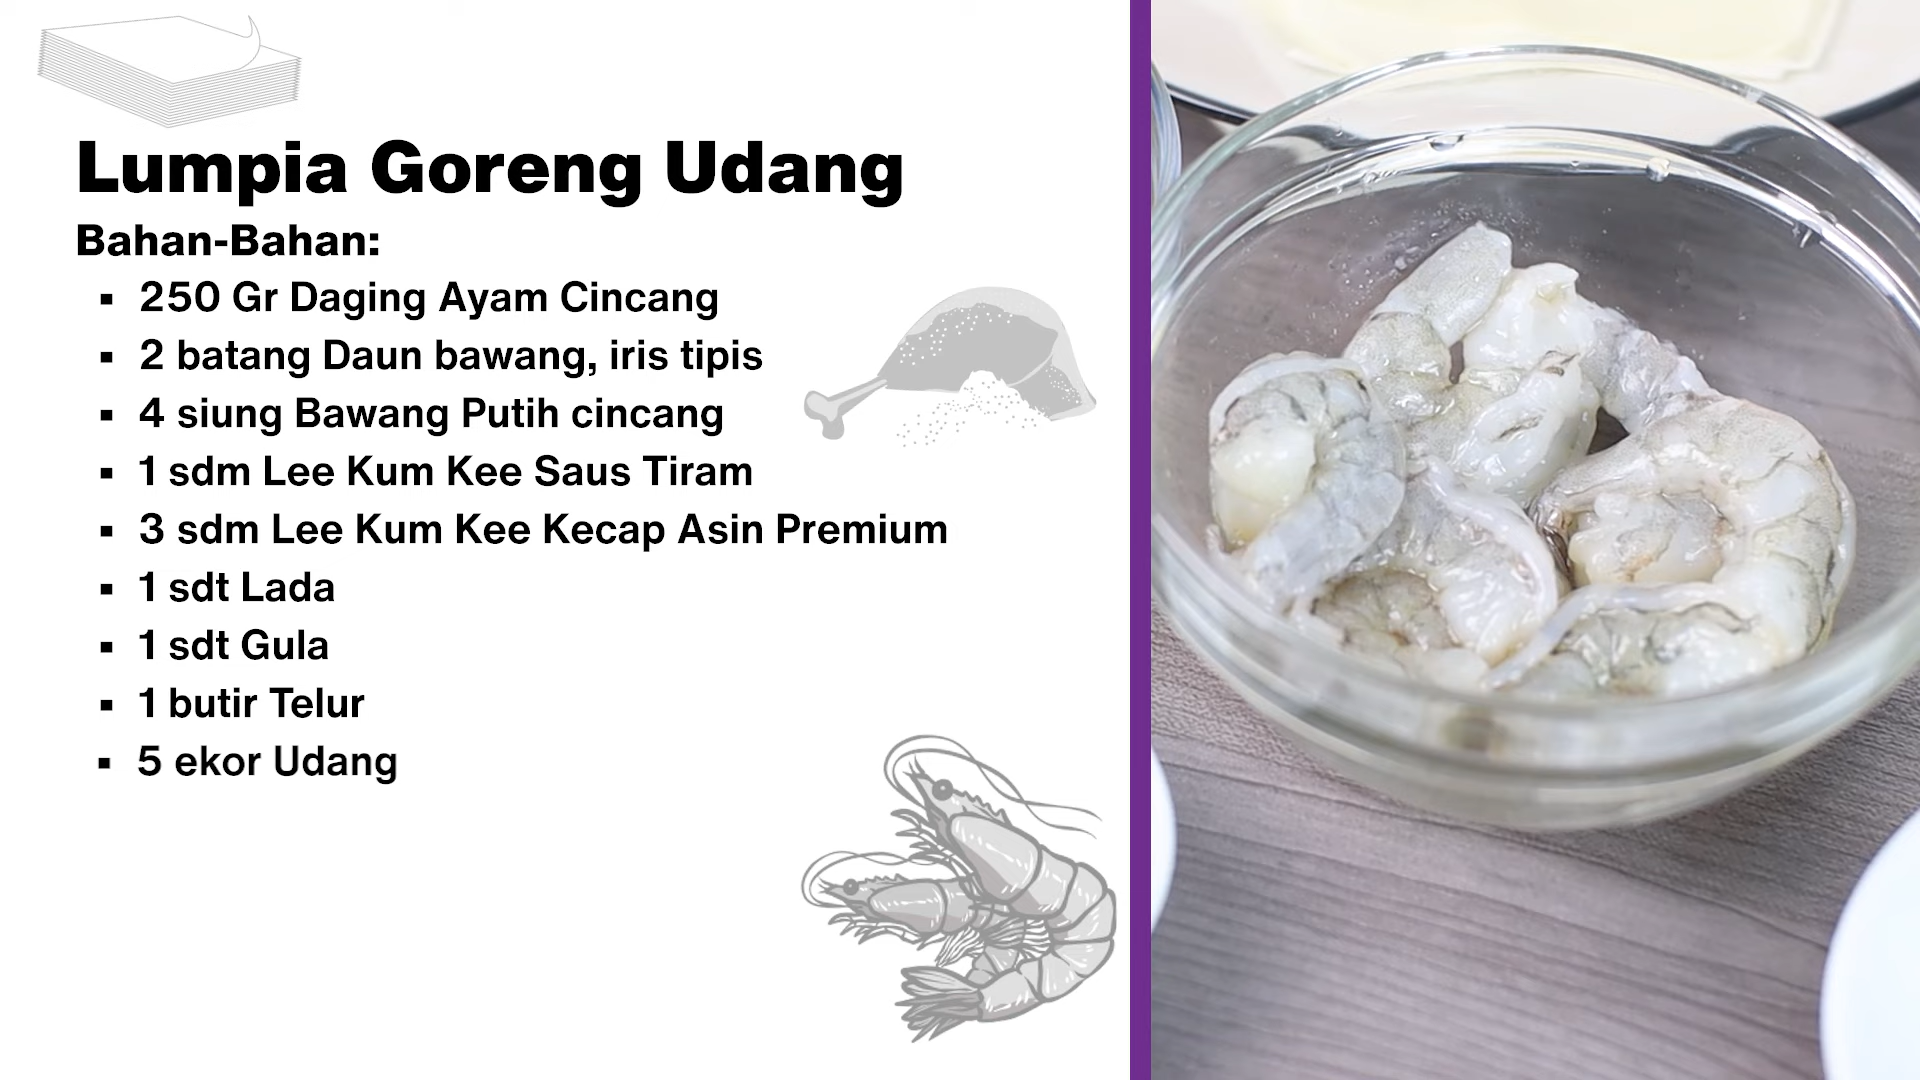 Lumpia Goreng Udang
Bahan-Bahan:
▪ 250 Gr Daging Ayam Cincang
▪ 2 batang Daun bawang, iris tipis
▪ 4 siung Bawang Putih cincang
▪ 1 sdm Lee Kum Kee Saus Tiram
▪ 3 sdm Lee Kum Kee Kecap Asin Premium
▪ 1 sdt Lada
▪ 1 sdt Gula
▪ 1 butir Telur
▪ 5 ekor Udang